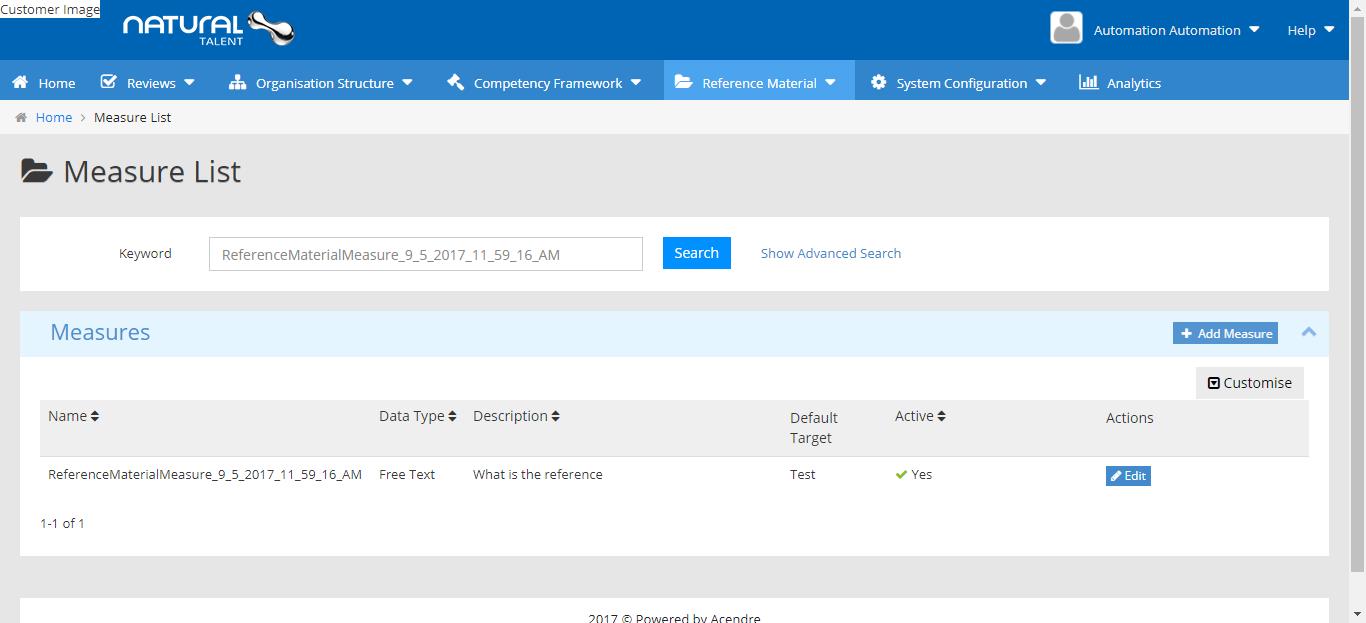 Customer Image
NATURAL
TALENT
Automation Automation
Help
Home
Reviews
Organisation Structure
Competency Framework
Reference Material
System Configuration
Analytics
Home > Measure List
Measure List
Keyword
ReferenceMaterialMeasure_9_5_2017_11_59_16_AM
Search
Show Advanced Search
Measures
+ Add Measure
Customise
Name Data Type Description Default Target Active Actions
ReferenceMaterialMeasure_9_5_2017_11_59_16_AM Free Text What is the reference Test Yes Edit
1-1 of 1
2017 © Powered by Acendre